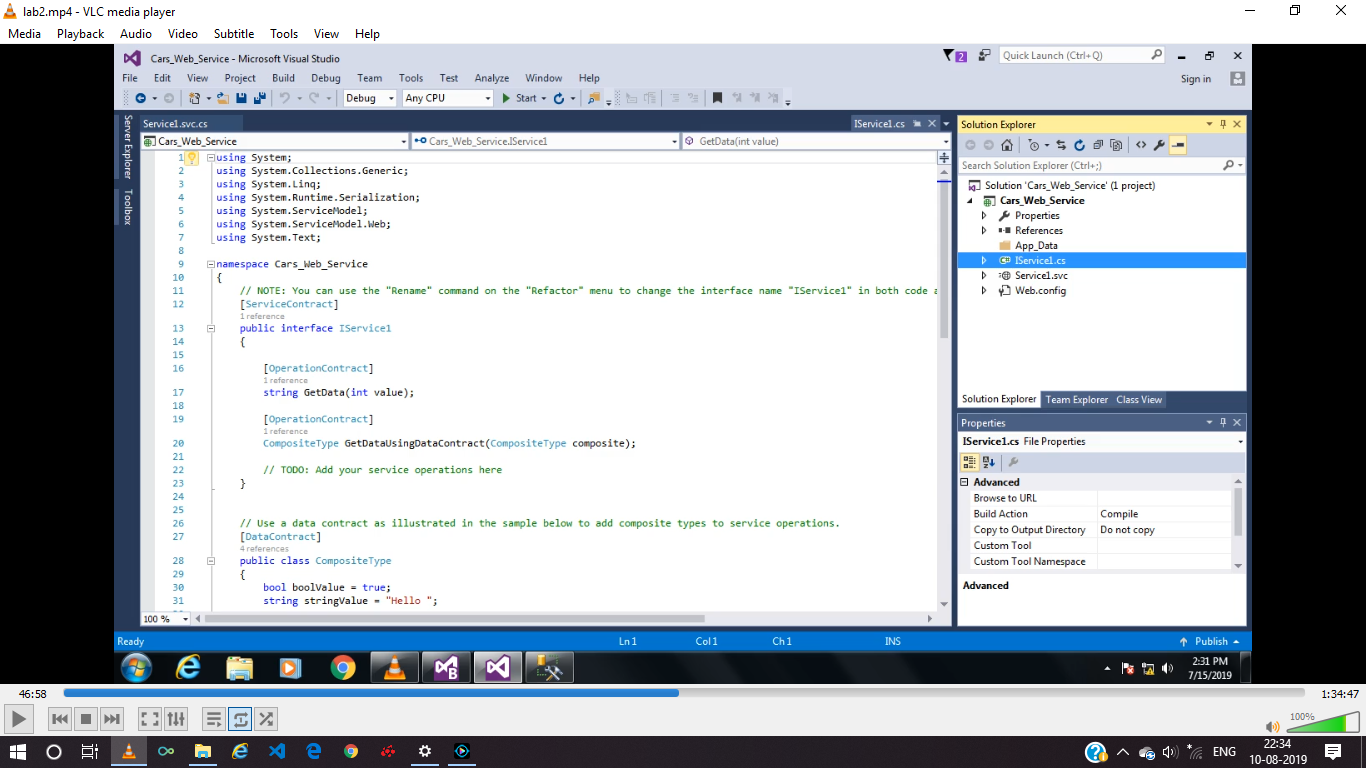 lab2.mp4 - VLC media player
Media Playback Audio Video Subtitle Tools View Help
Cars_Web_Service - Microsoft Visual Studio
2
Quick Launch (Ctrl+Q)
File Edit View Project Build Debug Team Tools Test Analyze Window Help
Sign in
Debug Any CPU Start
Server Explorer
Toolbox
Service1.svc.cs
IService1.cs
Cars_Web_Service
Cars_Web_Service.IService1
GetData(int value)
1 using System;
2 using System.Collections.Generic;
3 using System.Linq;
4 using System.Runtime.Serialization;
5 using System.ServiceModel;
6 using System.ServiceModel.Web;
7 using System.Text;
8
9 namespace Cars_Web_Service
10 {
11 // NOTE: You can use the "Rename" command on the "Refactor" menu to change the interface name "IService1" in both code a
12 [ServiceContract]
1 reference
13 public interface IService1
14 {
15
16 [OperationContract]
1 reference
17 string GetData(int value);
18
19 [OperationContract]
1 reference
20 CompositeType GetDataUsingDataContract(CompositeType composite);
21
22 // TODO: Add your service operations here
23 }
24
25
26 // Use a data contract as illustrated in the sample below to add composite types to service operations.
27 [DataContract]
4 references
28 public class CompositeType
29 {
30 bool boolValue = true;
31 string stringValue = "Hello ";
100 %
Solution Explorer
Search Solution Explorer (Ctrl+;)
Solution 'Cars_Web_Service' (1 project)
Cars_Web_Service
Properties
References
App_Data
IService1.cs
Service1.svc
Web.config
Solution Explorer Team Explorer Class View
Properties
IService1.cs File Properties
Advanced
Browse to URL
Build Action Compile
Copy to Output Directory Do not copy
Custom Tool
Custom Tool Namespace
Advanced
Ready Ln 1 Col 1 Ch 1 INS Publish
2:31 PM
7/15/2019
46:58
1:34:47
100%
ENG
22:34
10-08-2019